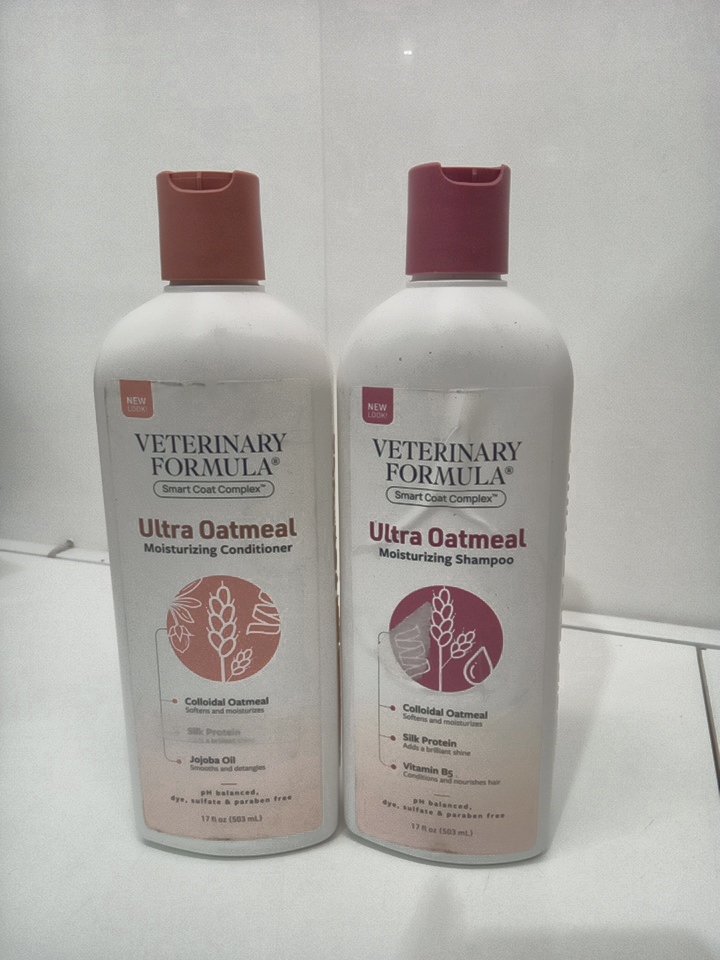 NEW
LOOK!
VETERINARY
FORMULA®
Smart Coat Complex™
Ultra Oatmeal
Moisturizing Conditioner
Colloidal Oatmeal
Softens and moisturizes
Silk Protein
Adds a brilliant shine
Jojoba Oil
Smooths and detangles
pH balanced,
dye, sulfate & paraben free
17 fl oz (503 mL)
NEW
LOOK!
VETERINARY
FORMULA®
Smart Coat Complex™
Ultra Oatmeal
Moisturizing Shampoo
Colloidal Oatmeal
Softens and moisturizes
Silk Protein
Adds a brilliant shine
Vitamin B5
Conditions and nourishes hair
pH balanced,
dye, sulfate & paraben free
17 fl oz (503 mL)